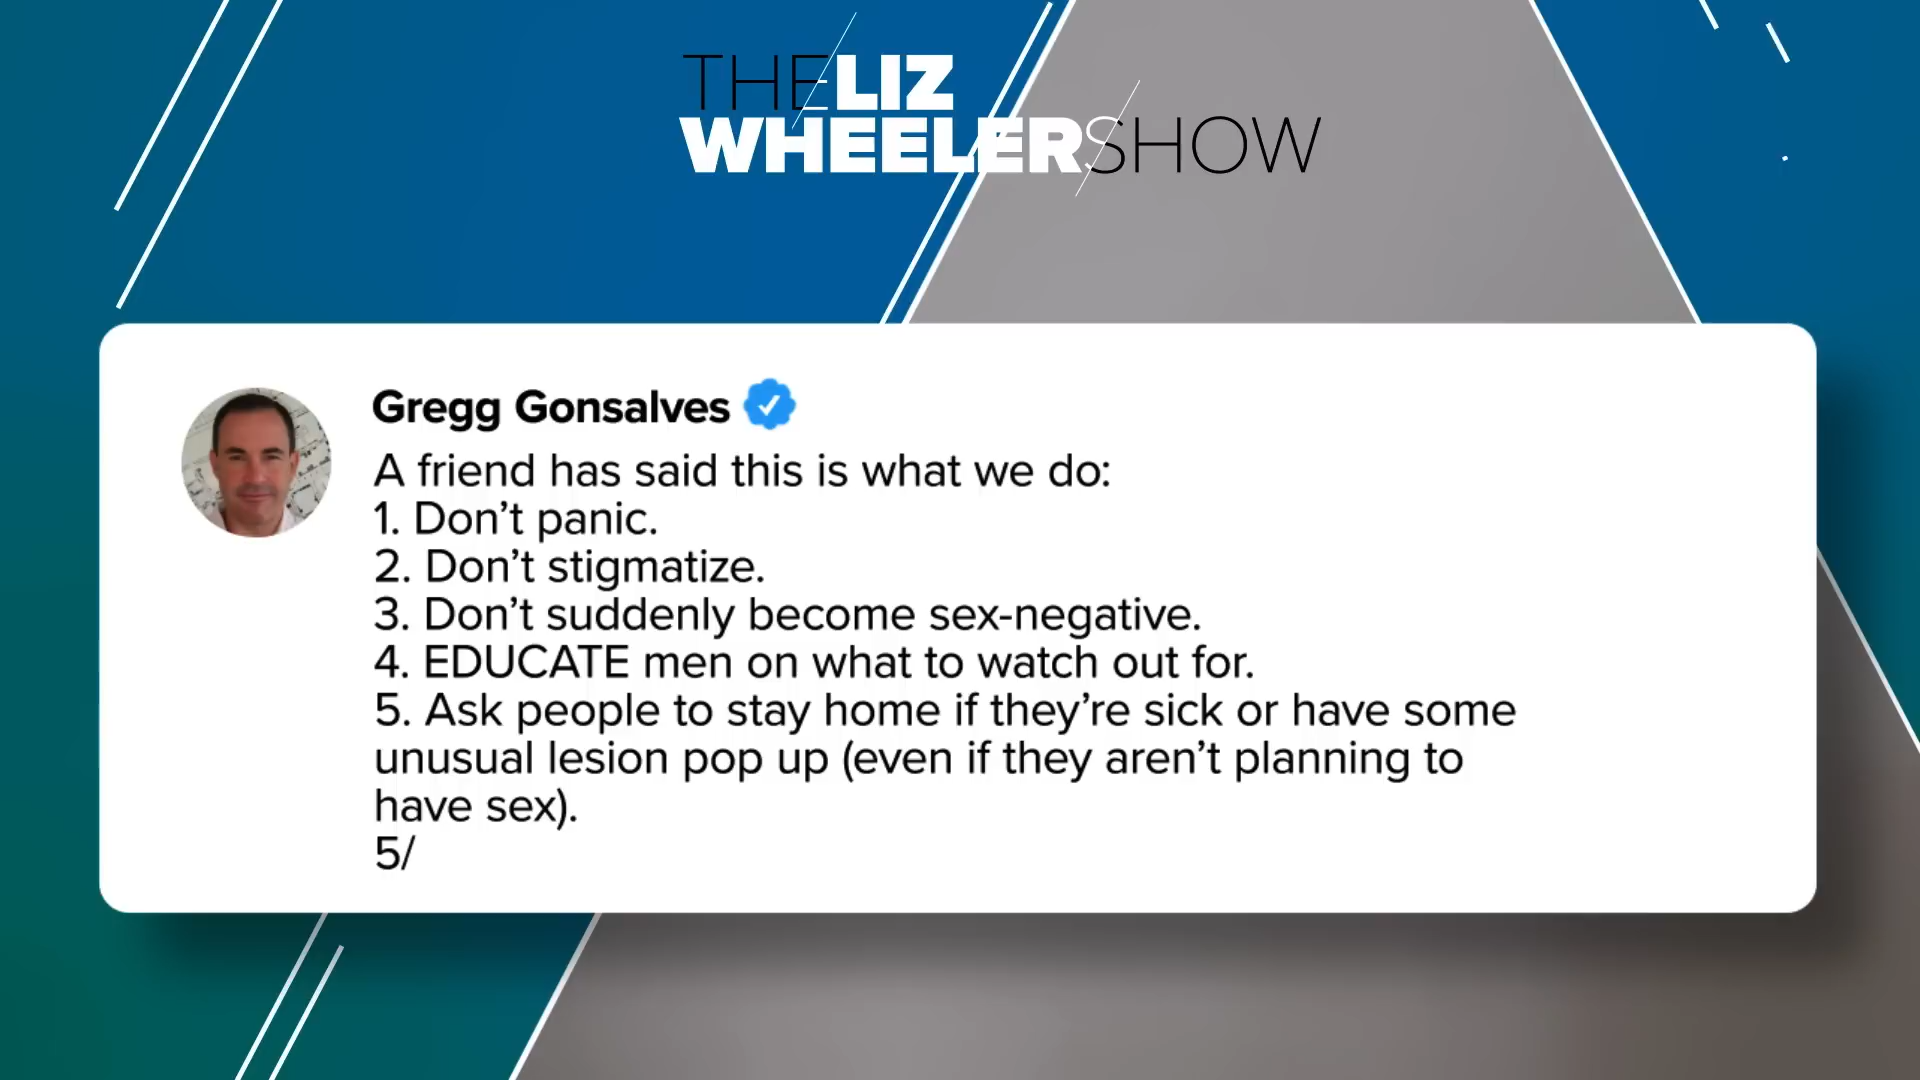 THE LIZ
WHEELER SHOW
Gregg Gonsalves
A friend has said this is what we do:
1. Don’t panic.
2. Don’t stigmatize.
3. Don’t suddenly become sex-negative.
4. EDUCATE men on what to watch out for.
5. Ask people to stay home if they’re sick or have some
unusual lesion pop up (even if they aren’t planning to
have sex).
5/